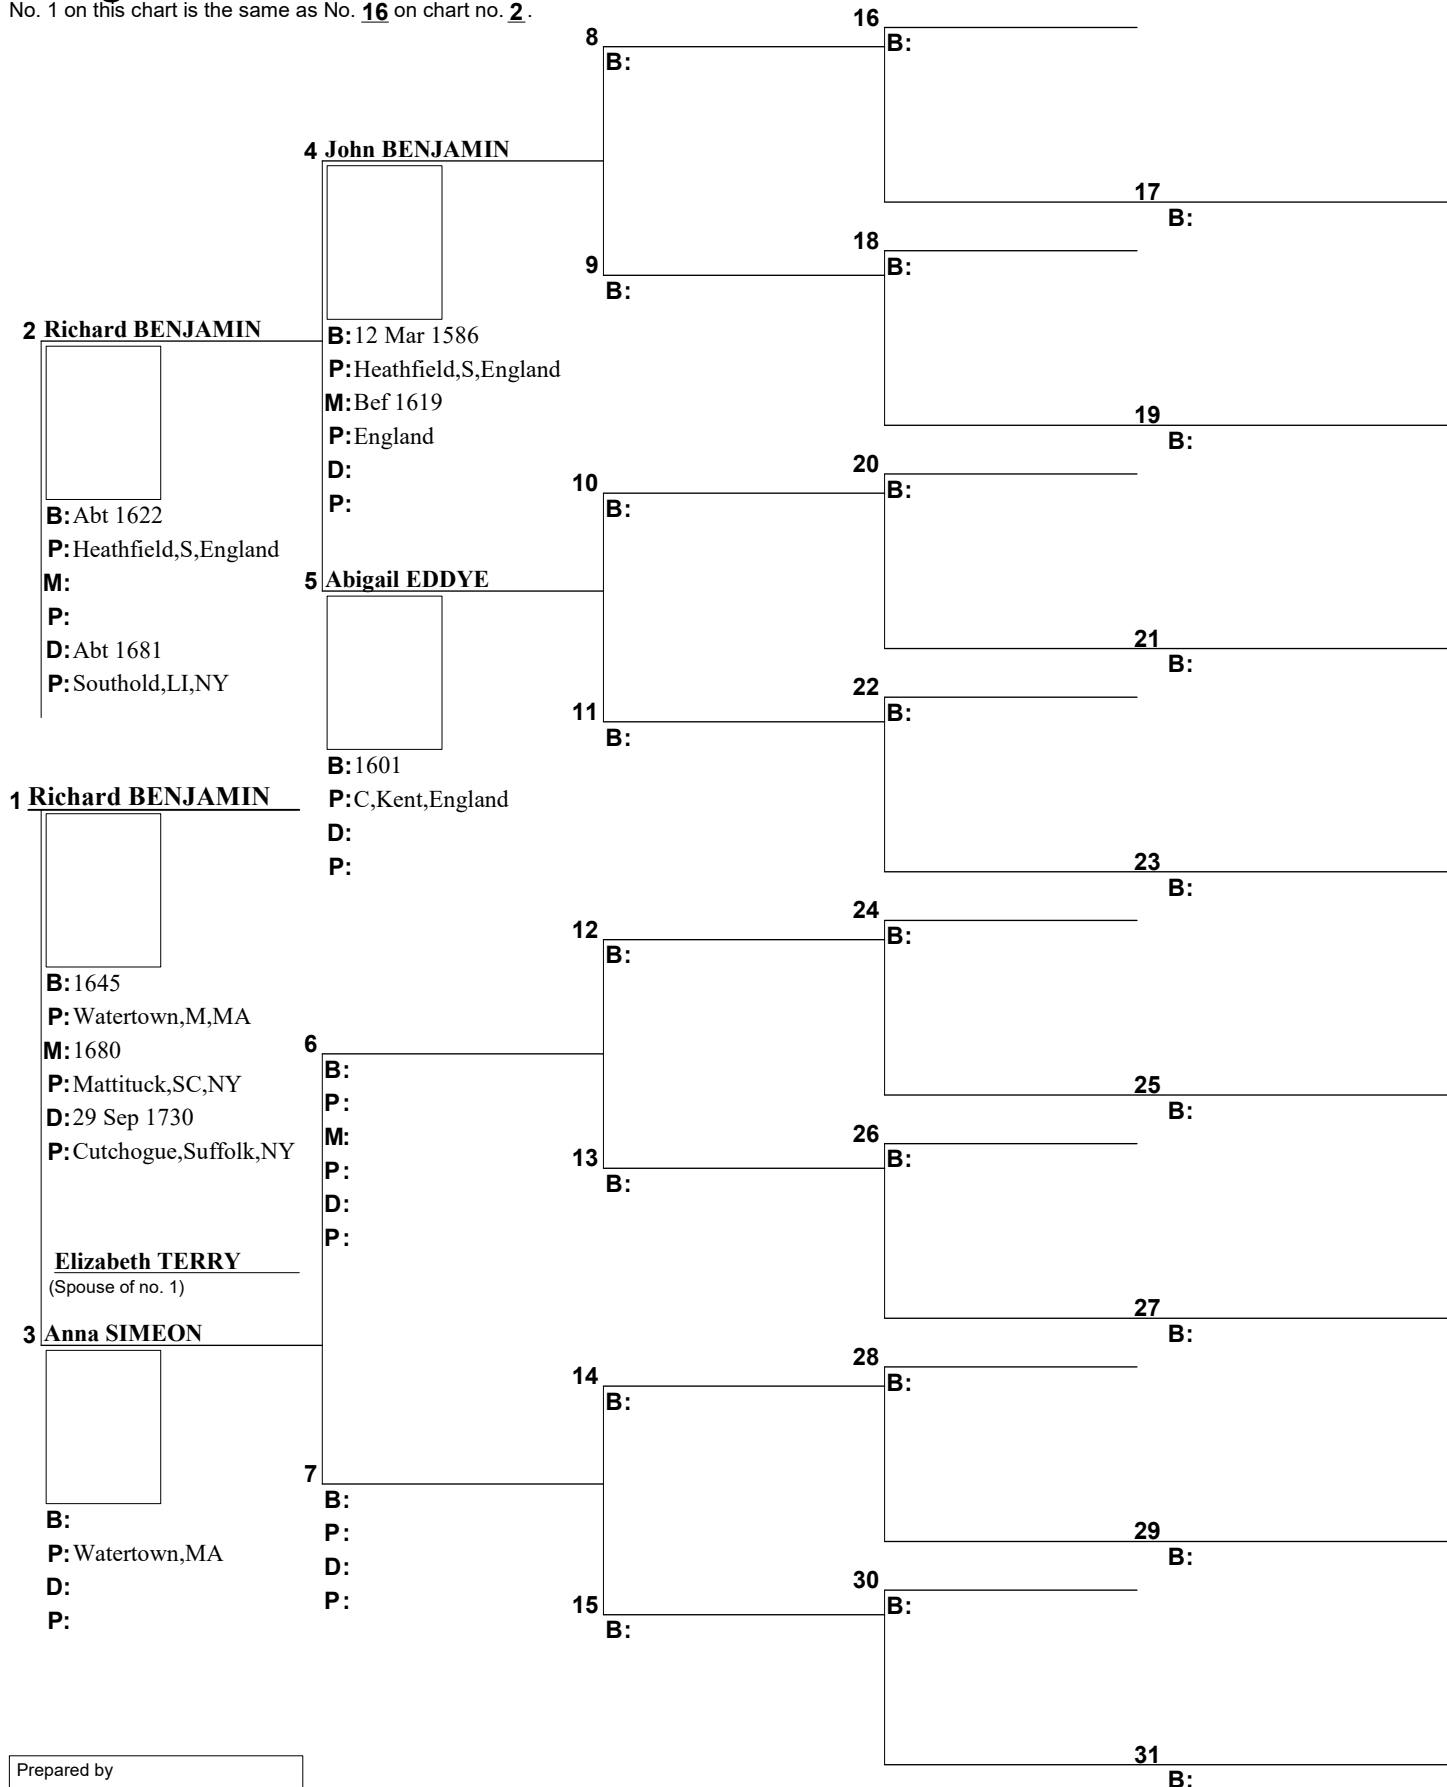 No. 1 on this chart is the same as No. 16 on chart no. 2 .
16
B:
8
B:
4 John BENJAMIN
17
B:
18
B:
9
B:
2 Richard BENJAMIN
B: 12 Mar 1586
P: Heathfield,S,England
M: Bef 1619
P: England
D:
P:
19
B:
20
B:
10
B:
B: Abt 1622
P: Heathfield,S,England
M:
P:
D: Abt 1681
P: Southold,LI,NY
5 Abigail EDDYE
21
B:
22
B:
11
B:
B: 1601
P: C,Kent,England
D:
P:
1 Richard BENJAMIN
23
B:
24
B:
12
B:
B: 1645
P: Watertown,M,MA
M: 1680
P: Mattituck,SC,NY
D: 29 Sep 1730
P: Cutchogue,Suffolk,NY
6
B:
P:
M:
P:
D:
P:
25
B:
26
B:
13
B:
Elizabeth TERRY
(Spouse of no. 1)
3 Anna SIMEON
27
B:
28
B:
14
B:
7
B:
P:
D:
P:
B:
P: Watertown,MA
D:
P:
29
B:
30
B:
15
B:
31
B:
Prepared by